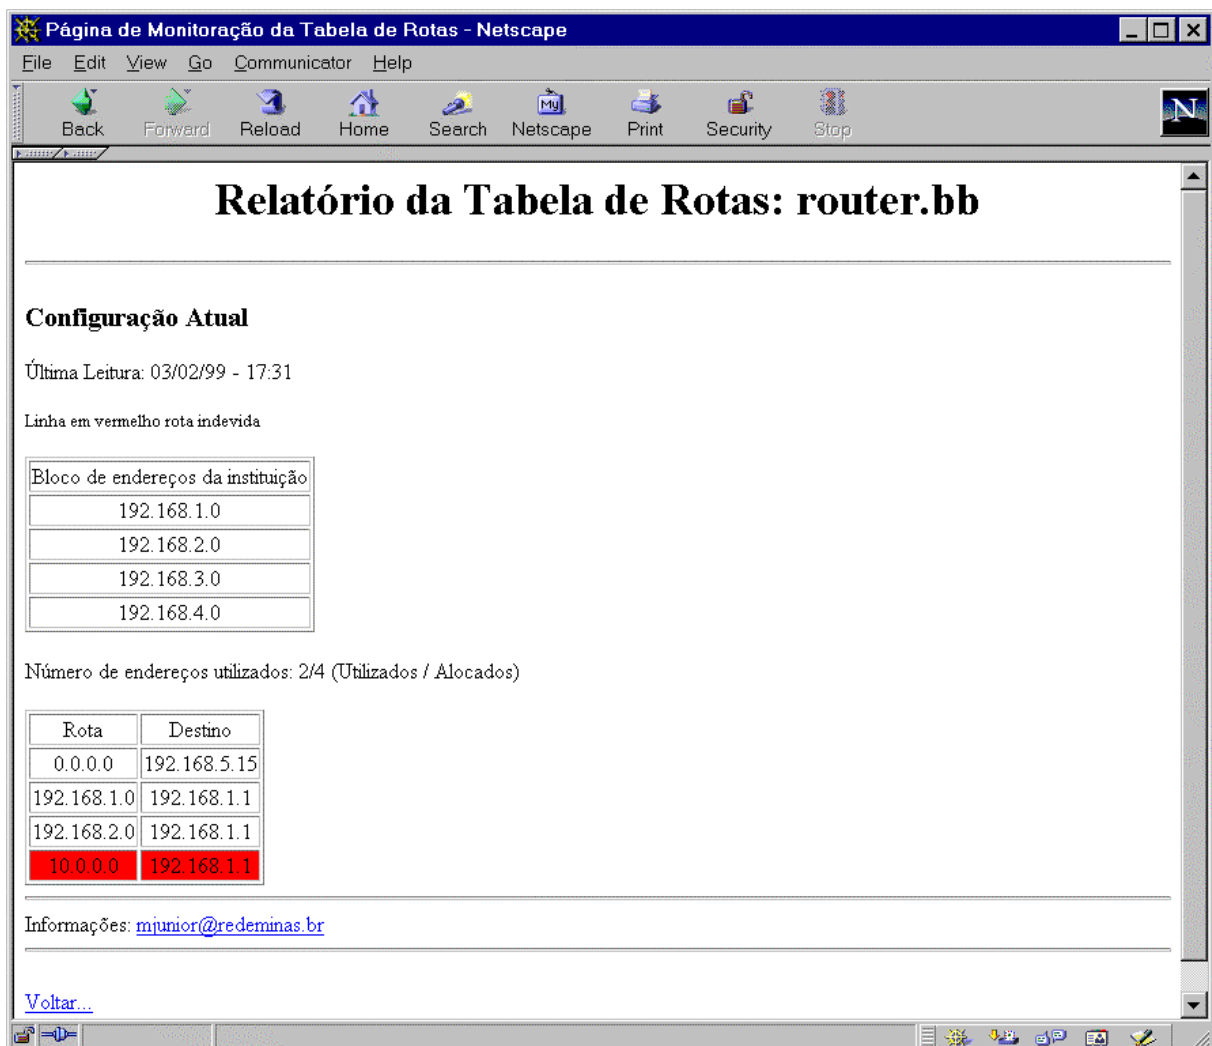 Página de Monitoração da Tabela de Rotas - Netscape
File Edit View Go Communicator Help
Back Forward Reload Home Search Netscape Print Security Stop
My
N
Relatório da Tabela de Rotas: router.bb
Configuração Atual
Última Leitura: 03/02/99 - 17:31
Linha em vermelho rota indevida
Bloco de endereços da instituição
192.168.1.0
192.168.2.0
192.168.3.0
192.168.4.0
Número de endereços utilizados: 2/4 (Utilizados / Alocados)
Rota Destino
0.0.0.0 192.168.5.15
192.168.1.0 192.168.1.1
192.168.2.0 192.168.1.1
10.0.0.0 192.168.1.1
Informações: mjunior@redeminas.br
Voltar...